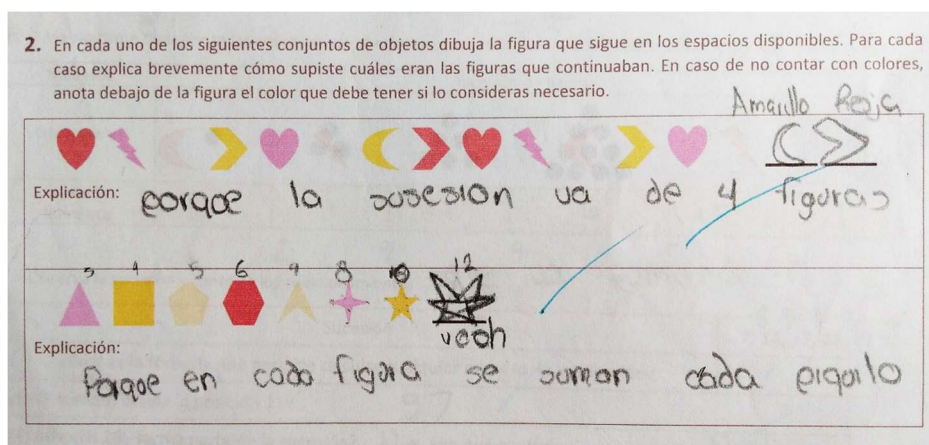 2. En cada uno de los siguientes conjuntos de objetos dibuja la figura que sigue en los espacios disponibles. Para cada
caso explica brevemente cómo supiste cuáles eran las figuras que continuaban. En caso de no contar con colores,
anota debajo de la figura el color que debe tener si lo consideras necesario.
Amarillo Roja
Explicación: porque la sosesion va de 4 figuras
3 4 5 6 9 8 10 12
Explicación:
Porque en cada figura se suman cada piquito